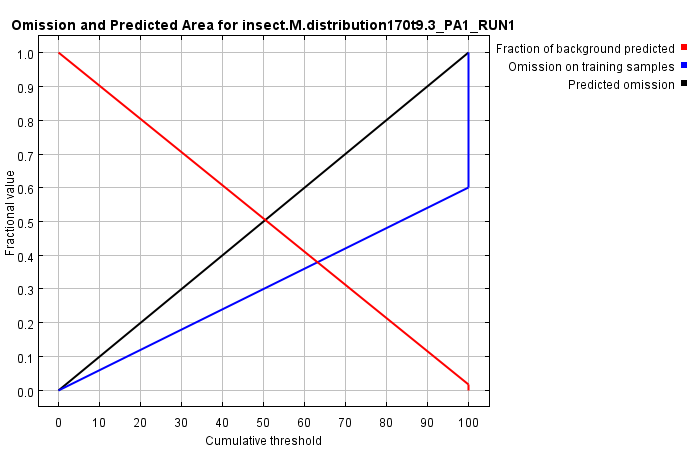 Omission and Predicted Area for insect.M.distribution170t9.3_PA1_RUN1
Fraction of background predicted
Omission on training samples
Predicted omission
1.0
0.9
0.8
0.7
0.6
0.5
0.4
0.3
0.2
0.1
0.0
Fractional value
0 10 20 30 40 50 60 70 80 90 100
Cumulative threshold